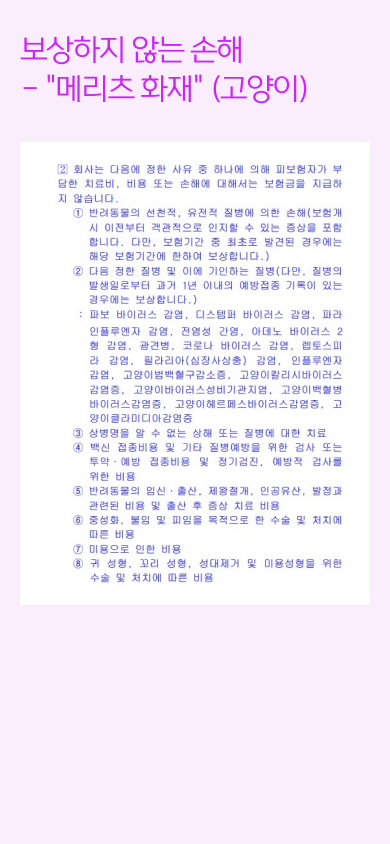 보상하지 않는 손해
- "메리츠 화재" (고양이)
② 회사는 다음에 정한 사유 중 하나에 의해 피보험자가 부
담한 치료비, 비용 또는 손해에 대해서는 보험금을 지급하
지 않습니다.
① 반려동물의 선천적, 유전적 질병에 의한 손해(보험개
시 이전부터 객관적으로 인지할 수 있는 증상을 포함
합니다. 다만, 보험기간 중 최초로 발견된 경우에는
해당 보험기간에 한하여 보상합니다.)
② 다음 정한 질병 및 이에 기인하는 질병(다만, 질병의
발생일로부터 과거 1년 이내의 예방접종 기록이 있는
경우에는 보상합니다.)
: 파보 바이러스 감염, 디스템퍼 바이러스 감염, 파라
인플루엔자 감염, 전염성 간염, 아데노 바이러스 2
형 감염, 광견병, 코로나 바이러스 감염, 렙토스피
라 감염, 필라리아(심장사상충) 감염, 인플루엔자
감염, 고양이범백혈구감소증, 고양이칼리시바이러스
감염증, 고양이바이러스성비기관지염, 고양이백혈병
바이러스감염증, 고양이헤르페스바이러스감염증, 고
양이클라미디아감염증
③ 상병명을 알 수 없는 상해 또는 질병에 대한 치료
④ 백신 접종비용 및 기타 질병예방을 위한 검사 또는
투약·예방 접종비용 및 정기검진, 예방적 검사를
위한 비용
⑤ 반려동물의 임신·출산, 제왕절개, 인공유산, 발정과
관련된 비용 및 출산 후 증상 치료 비용
⑥ 중성화, 불임 및 피임을 목적으로 한 수술 및 처치에
따른 비용
⑦ 미용으로 인한 비용
⑧ 귀 성형, 꼬리 성형, 성대제거 및 미용성형을 위한
수술 및 처치에 따른 비용